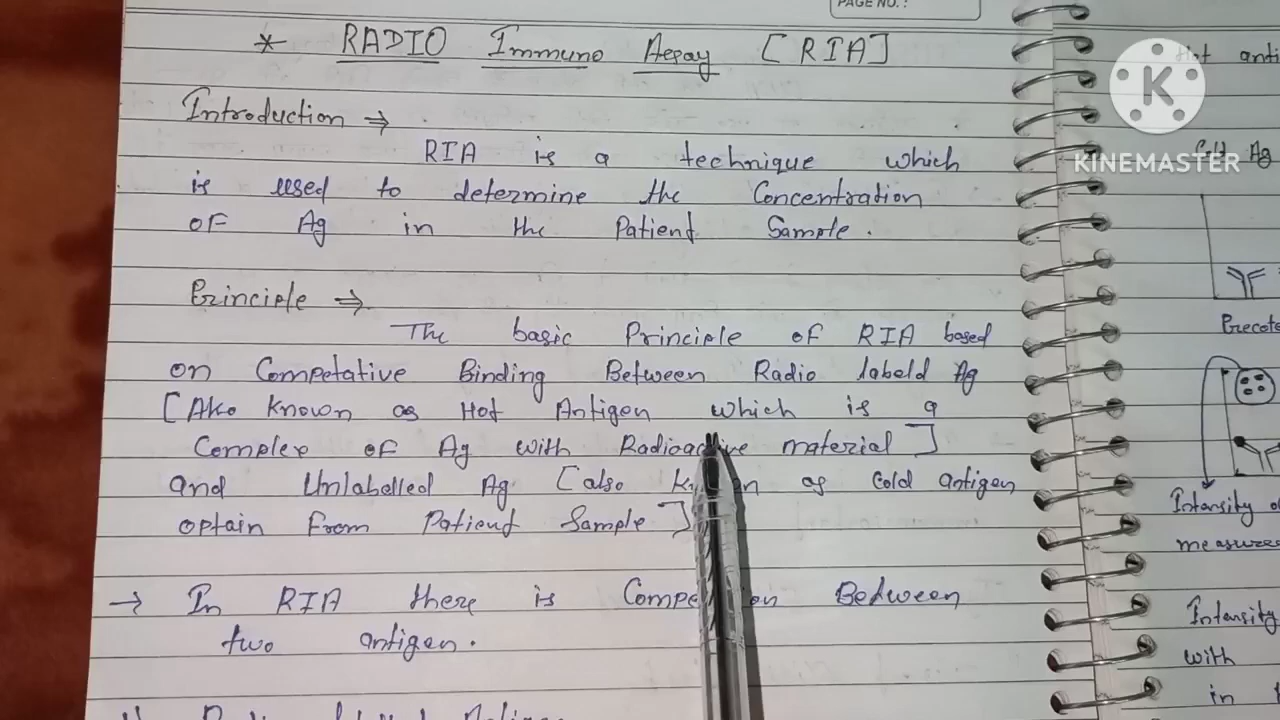 PAGE NO.:
* RADIO Immuno Assay [RIA]
Introduction ⇒
RIA is a technique which
is used to determine the Concentration
of Ag in the Patient Sample.
Principle ⇒
The basic Principle of RIA based
on Competative Binding Between Radio labeld Ag
[Also known as Hot Antigen which is a
Complex of Ag with Radioactive material]
and Unlabelled Ag [also as Cold antigen
optain from Patient Sample]
→ In RIA there is Between
two antigen.
Hot anti
K
KINEMASTER
Cold Ag
Precote
Intensity o
measures
Intensity
with
in